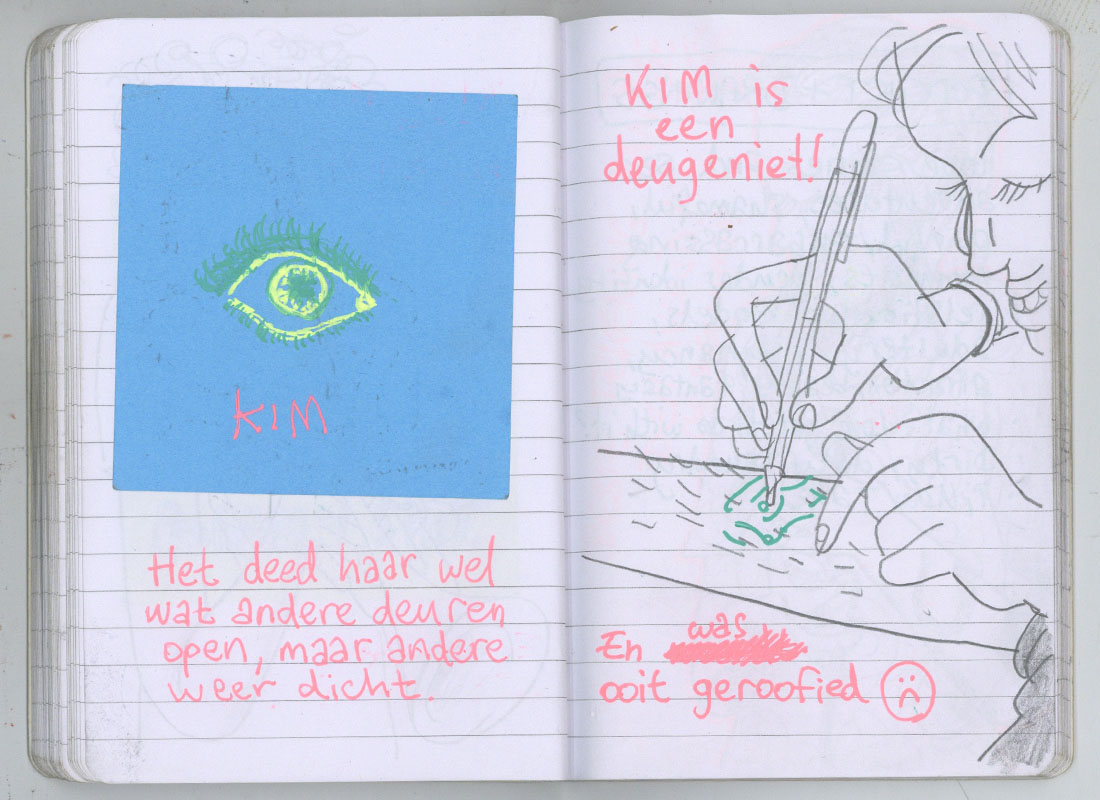 KIM
Het deed haar wel
wat andere deuren
open, maar andere
weer dicht.
KIM is
een
deugeniet!
En was
ooit geroofied